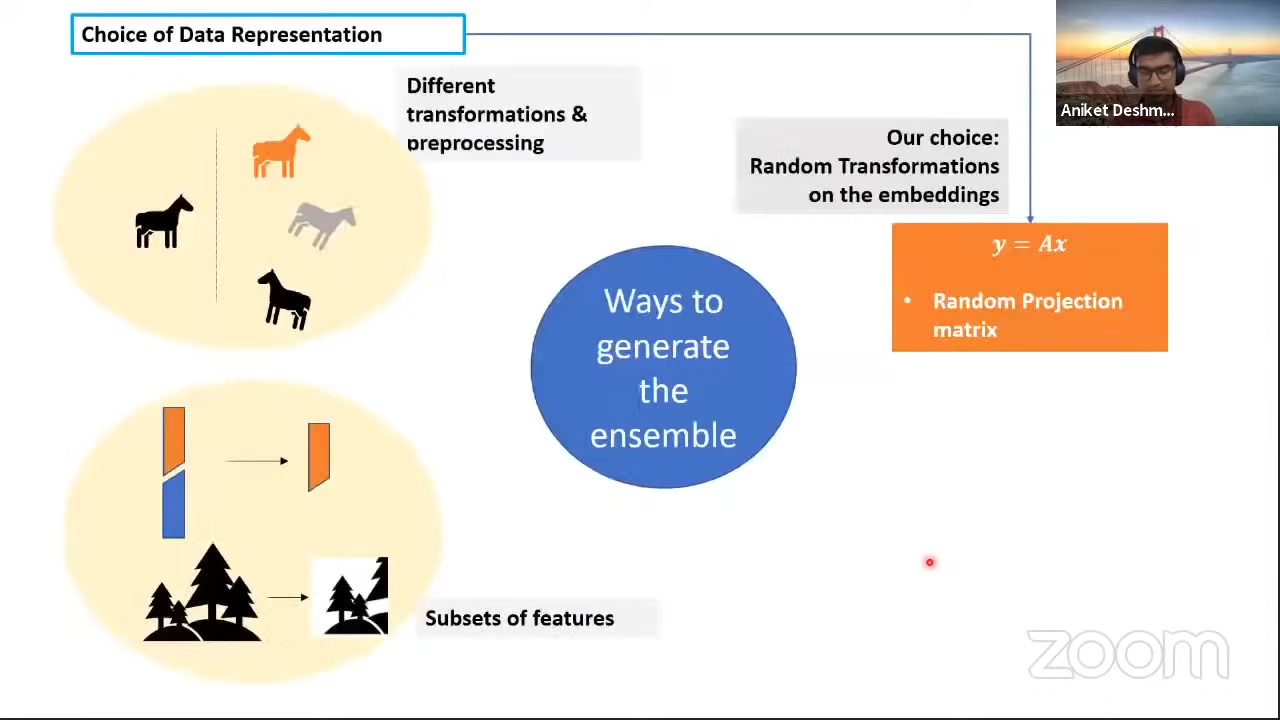 Choice of Data Representation
Different
transformations &
preprocessing
Our choice:
Random Transformations
on the embeddings
y = Ax
• Random Projection
matrix
Ways to
generate
the
ensemble
Subsets of features
Aniket Deshm...
zoom